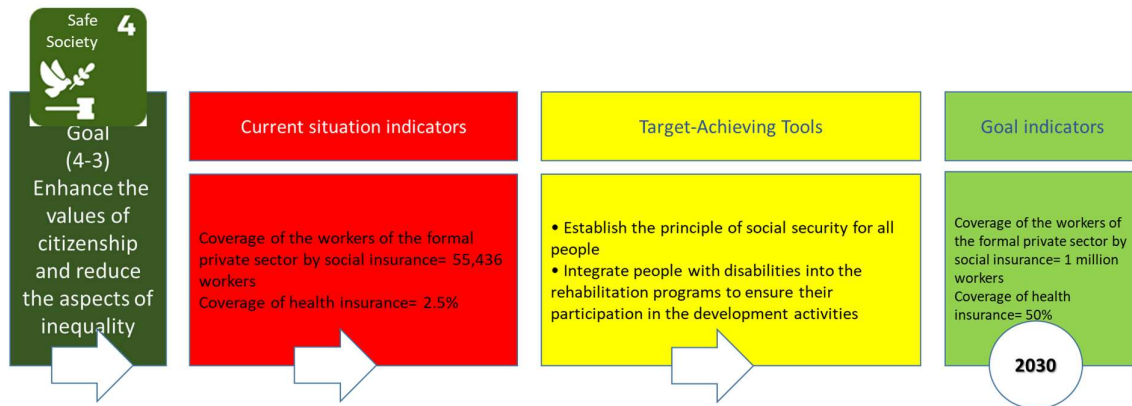 Safe
Society
4
Goal
(4-3)
Enhance the
values of
citizenship
and reduce
the aspects of
inequality
Current situation indicators
Coverage of the workers of the formal
private sector by social insurance= 55,436
workers
Coverage of health insurance= 2.5%
Target-Achieving Tools
• Establish the principle of social security for all
people
• Integrate people with disabilities into the
rehabilitation programs to ensure their
participation in the development activities
Goal indicators
Coverage of the workers of
the formal private sector by
social insurance= 1 million
workers
Coverage of health
insurance= 50%
2030